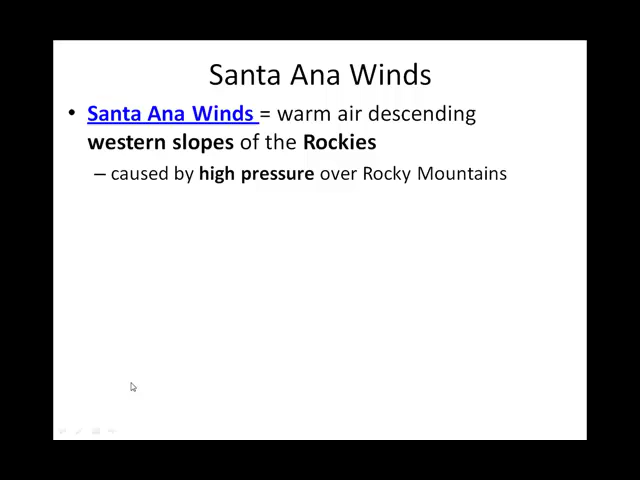 Santa Ana Winds
• Santa Ana Winds = warm air descending
western slopes of the Rockies
– caused by high pressure over Rocky Mountains